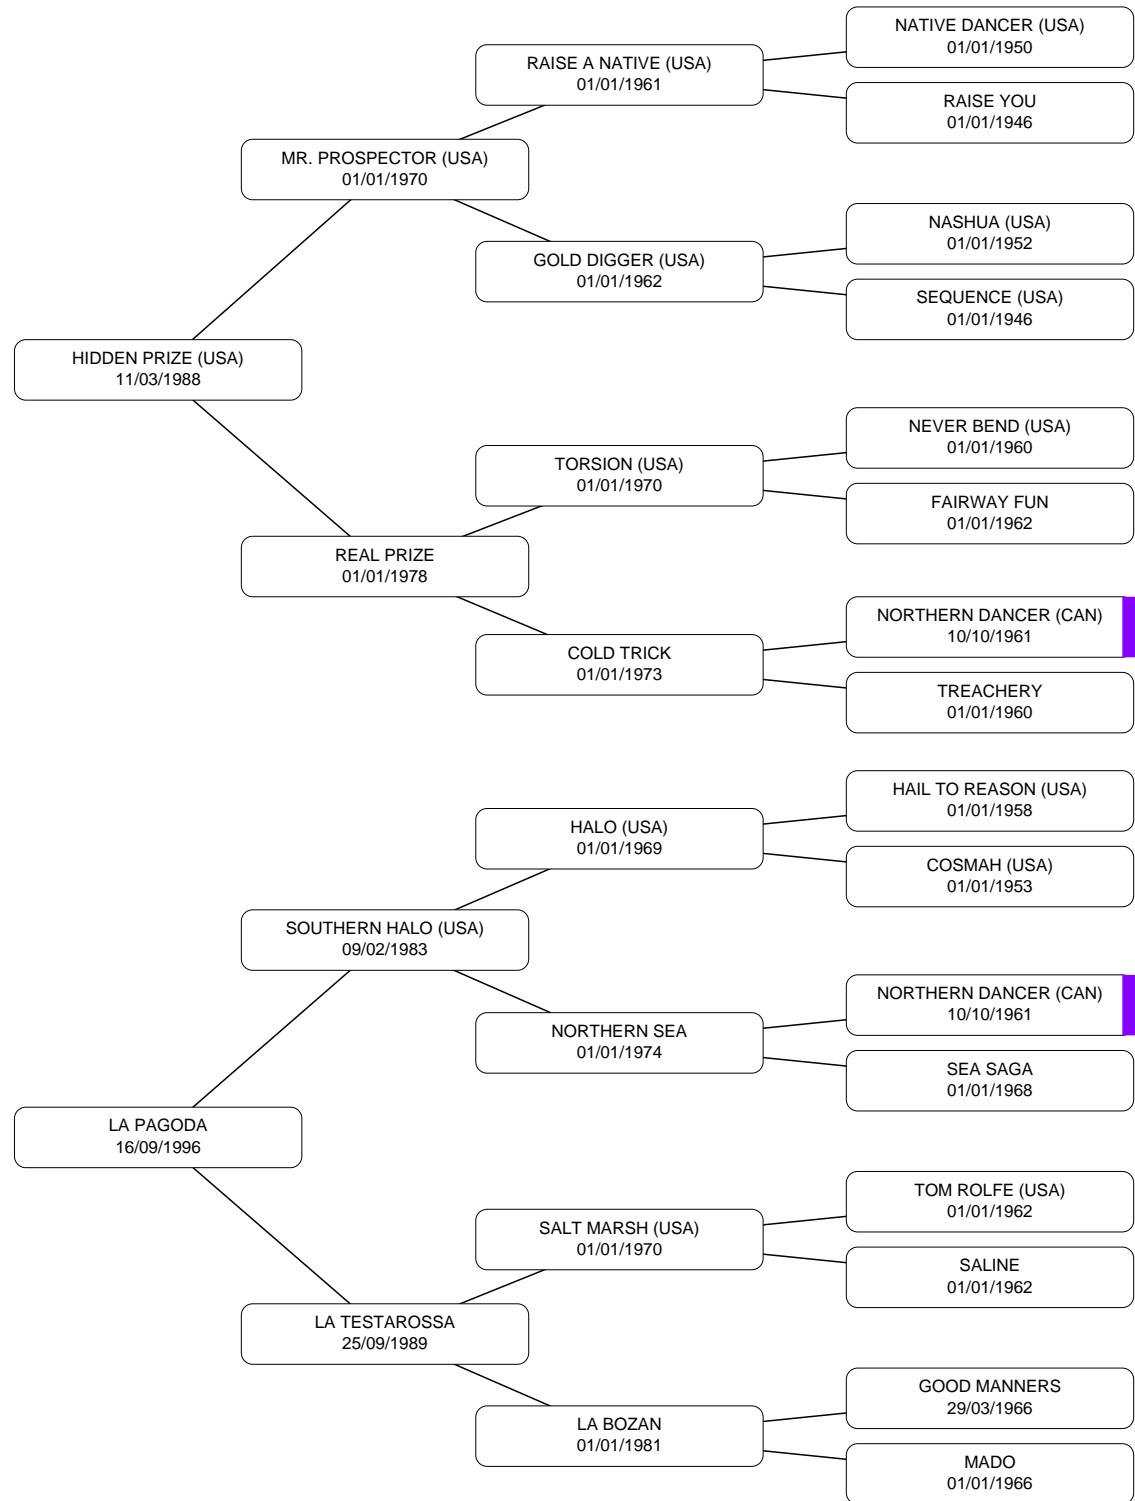 NATIVE DANCER (USA)
01/01/1950
RAISE A NATIVE (USA)
01/01/1961
RAISE YOU
01/01/1946
MR. PROSPECTOR (USA)
01/01/1970
NASHUA (USA)
01/01/1952
GOLD DIGGER (USA)
01/01/1962
SEQUENCE (USA)
01/01/1946
HIDDEN PRIZE (USA)
11/03/1988
NEVER BEND (USA)
01/01/1960
TORSION (USA)
01/01/1970
FAIRWAY FUN
01/01/1962
REAL PRIZE
01/01/1978
NORTHERN DANCER (CAN)
10/10/1961
COLD TRICK
01/01/1973
TREACHERY
01/01/1960
HAIL TO REASON (USA)
01/01/1958
HALO (USA)
01/01/1969
COSMAH (USA)
01/01/1953
SOUTHERN HALO (USA)
09/02/1983
NORTHERN DANCER (CAN)
10/10/1961
NORTHERN SEA
01/01/1974
SEA SAGA
01/01/1968
LA PAGODA
16/09/1996
TOM ROLFE (USA)
01/01/1962
SALT MARSH (USA)
01/01/1970
SALINE
01/01/1962
LA TESTAROSSA
25/09/1989
GOOD MANNERS
29/03/1966
LA BOZAN
01/01/1981
MADO
01/01/1966